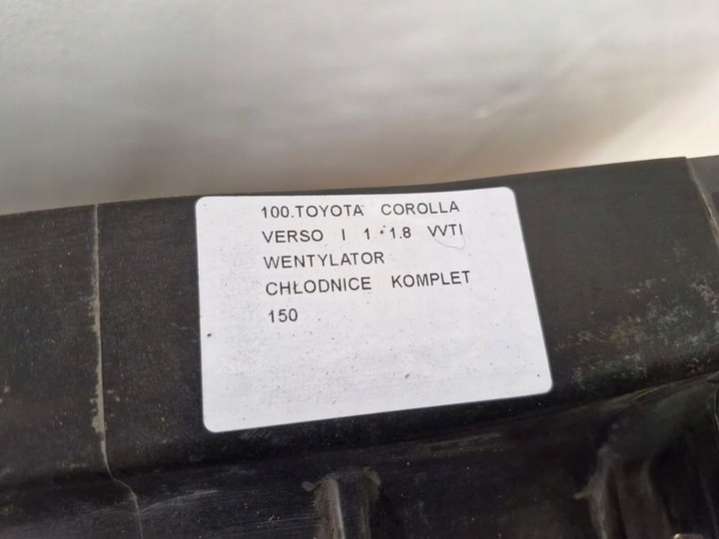 100.TOYOTA COROLLA
VERSO I 1 1.8 VVTI
WENTYLATOR
CHŁODNICE KOMPLET
150